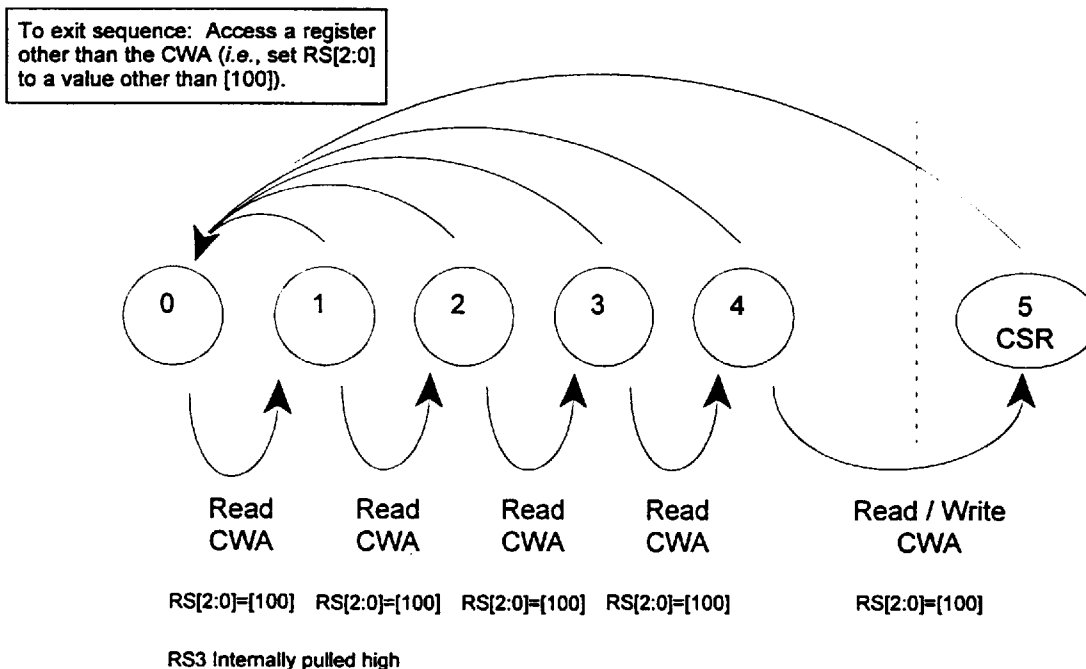 To exit sequence: Access a register
other than the CWA (i.e., set RS[2:0]
to a value other than [100]).
0
1
2
3
4
5
CSR
Read
CWA
Read
CWA
Read
CWA
Read
CWA
Read / Write
CWA
RS[2:0]=[100]
RS[2:0]=[100]
RS[2:0]=[100]
RS[2:0]=[100]
RS[2:0]=[100]
RS3 Internally pulled high